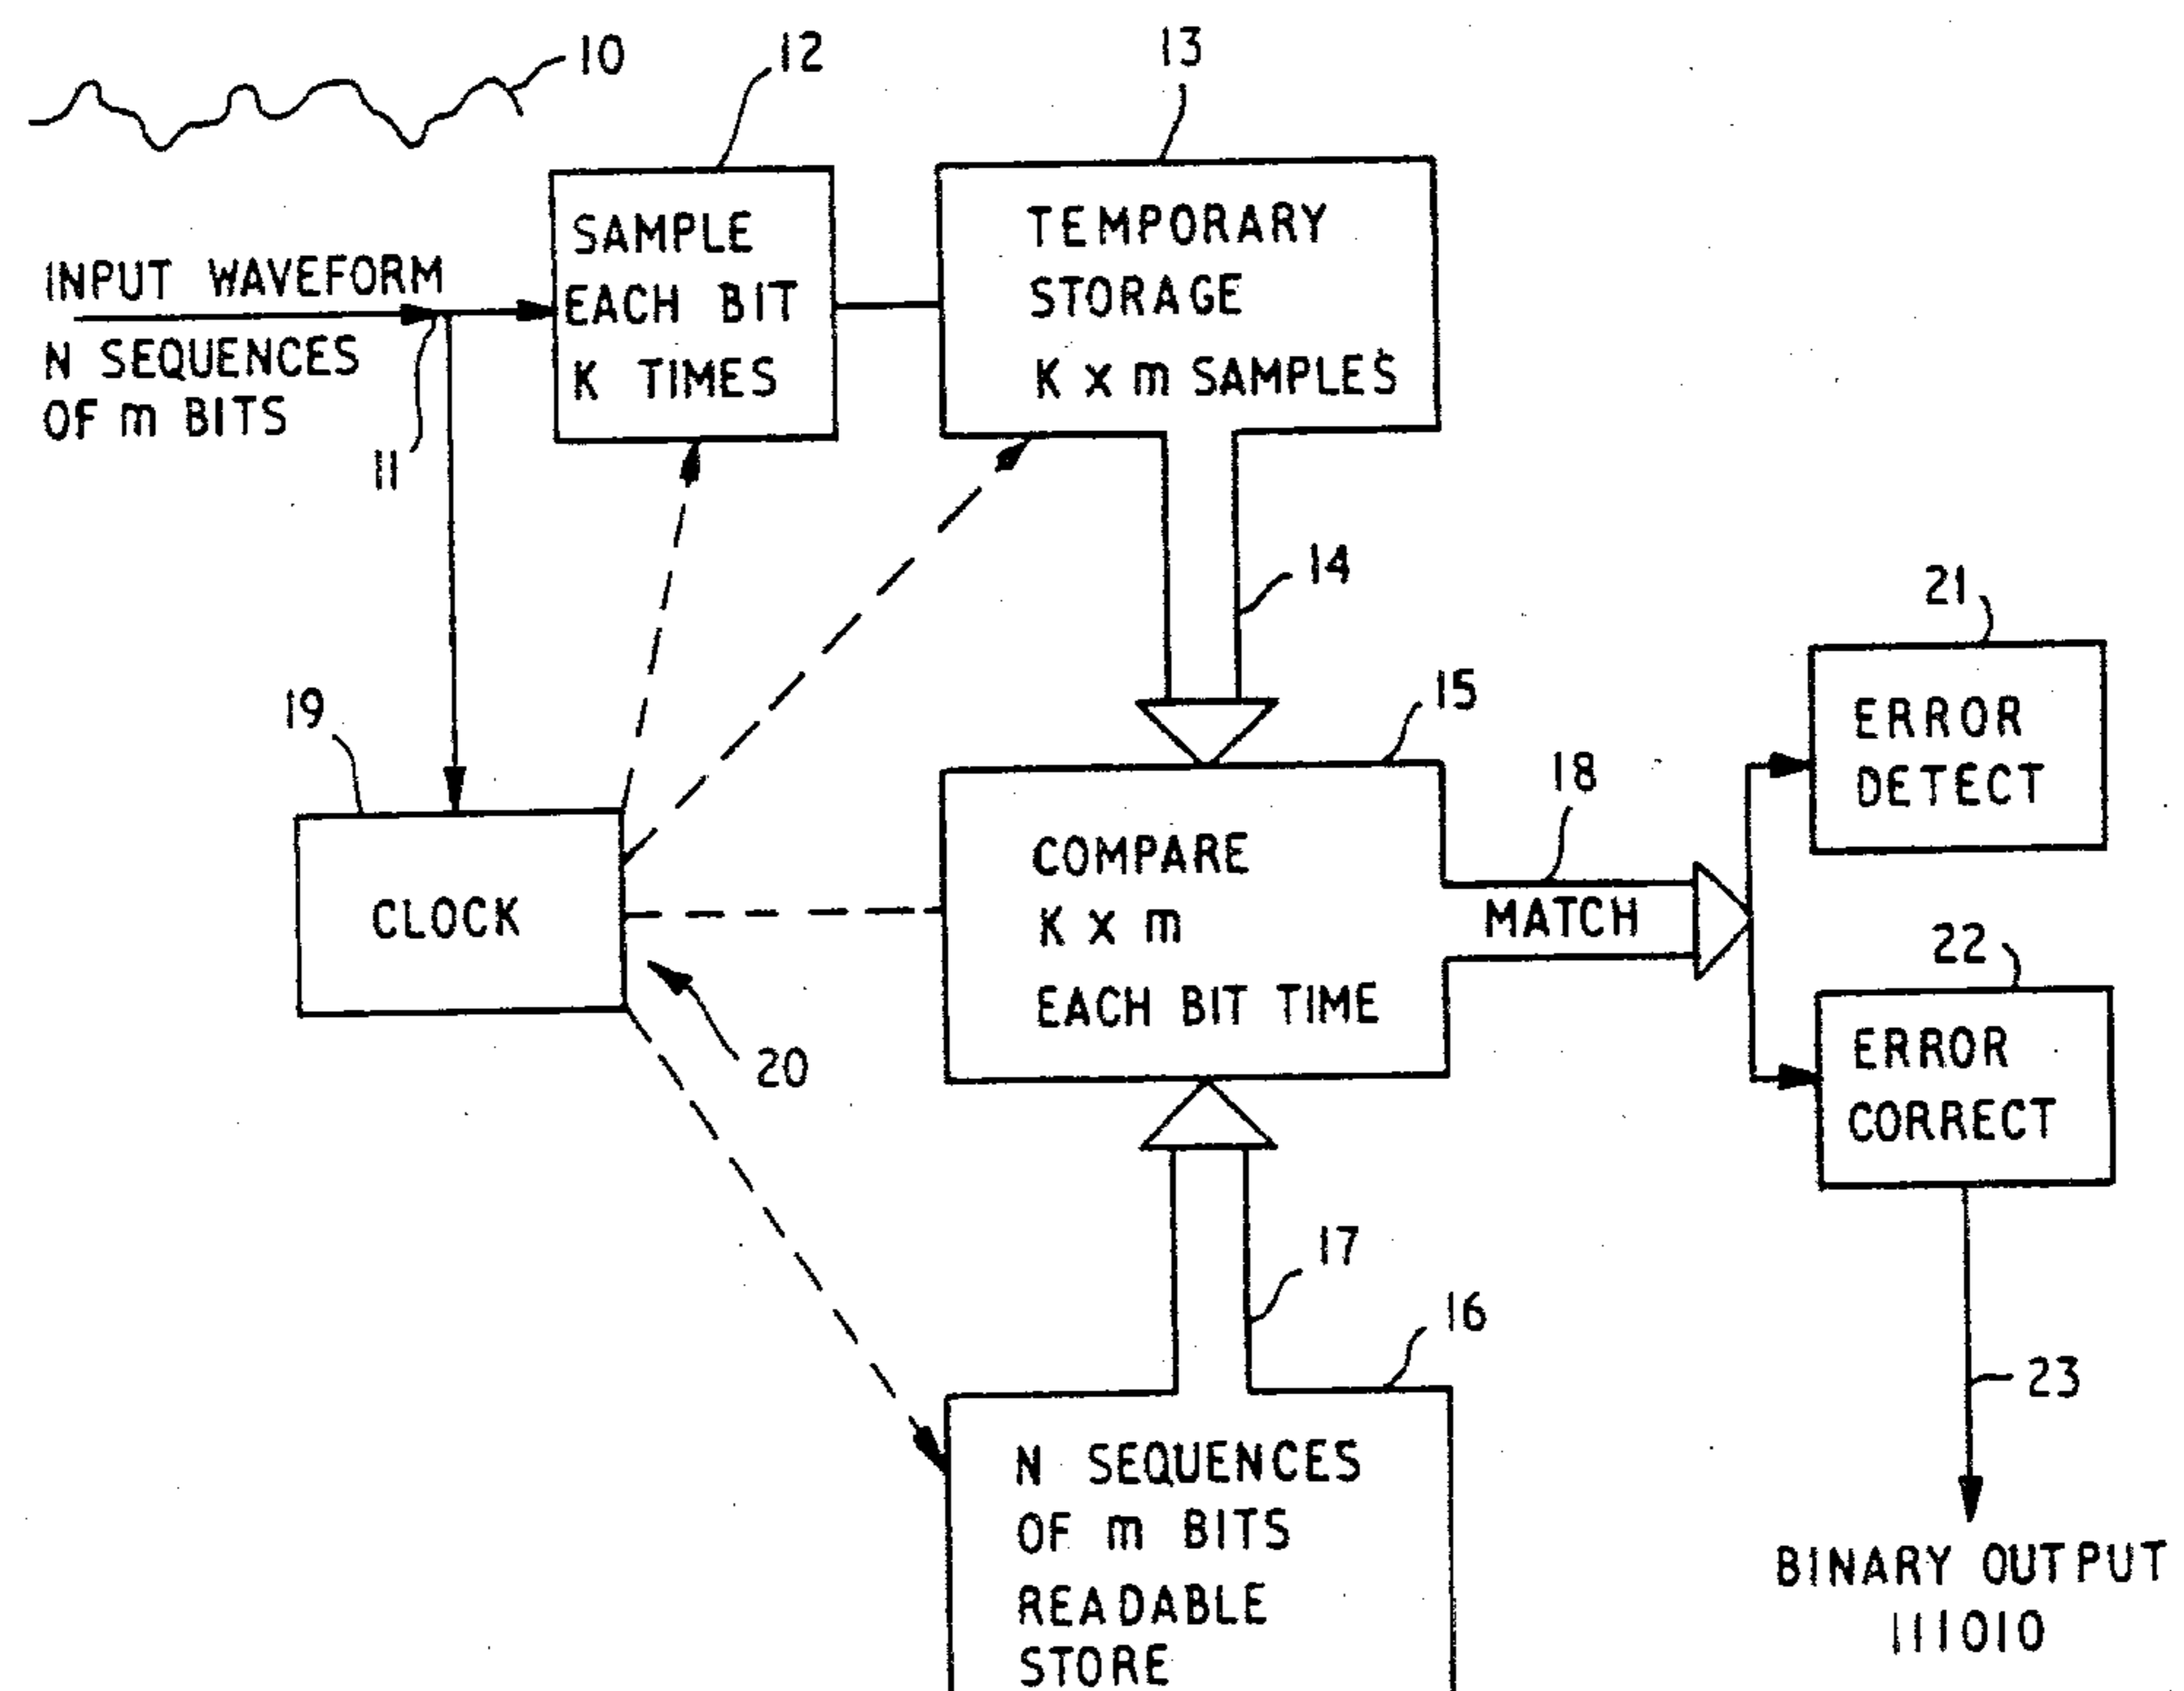 10
12
13
SAMPLE
EACH BIT
K TIMES
TEMPORARY
STORAGE
K x m SAMPLES
INPUT WAVEFORM
N SEQUENCES
OF m BITS
11
14
15
19
CLOCK
20
COMPARE
K x m
EACH BIT TIME
18
MATCH
21
ERROR
DETECT
22
ERROR
CORRECT
17
16
23
N SEQUENCES
OF m BITS
READABLE
STORE
BINARY OUTPUT
111010